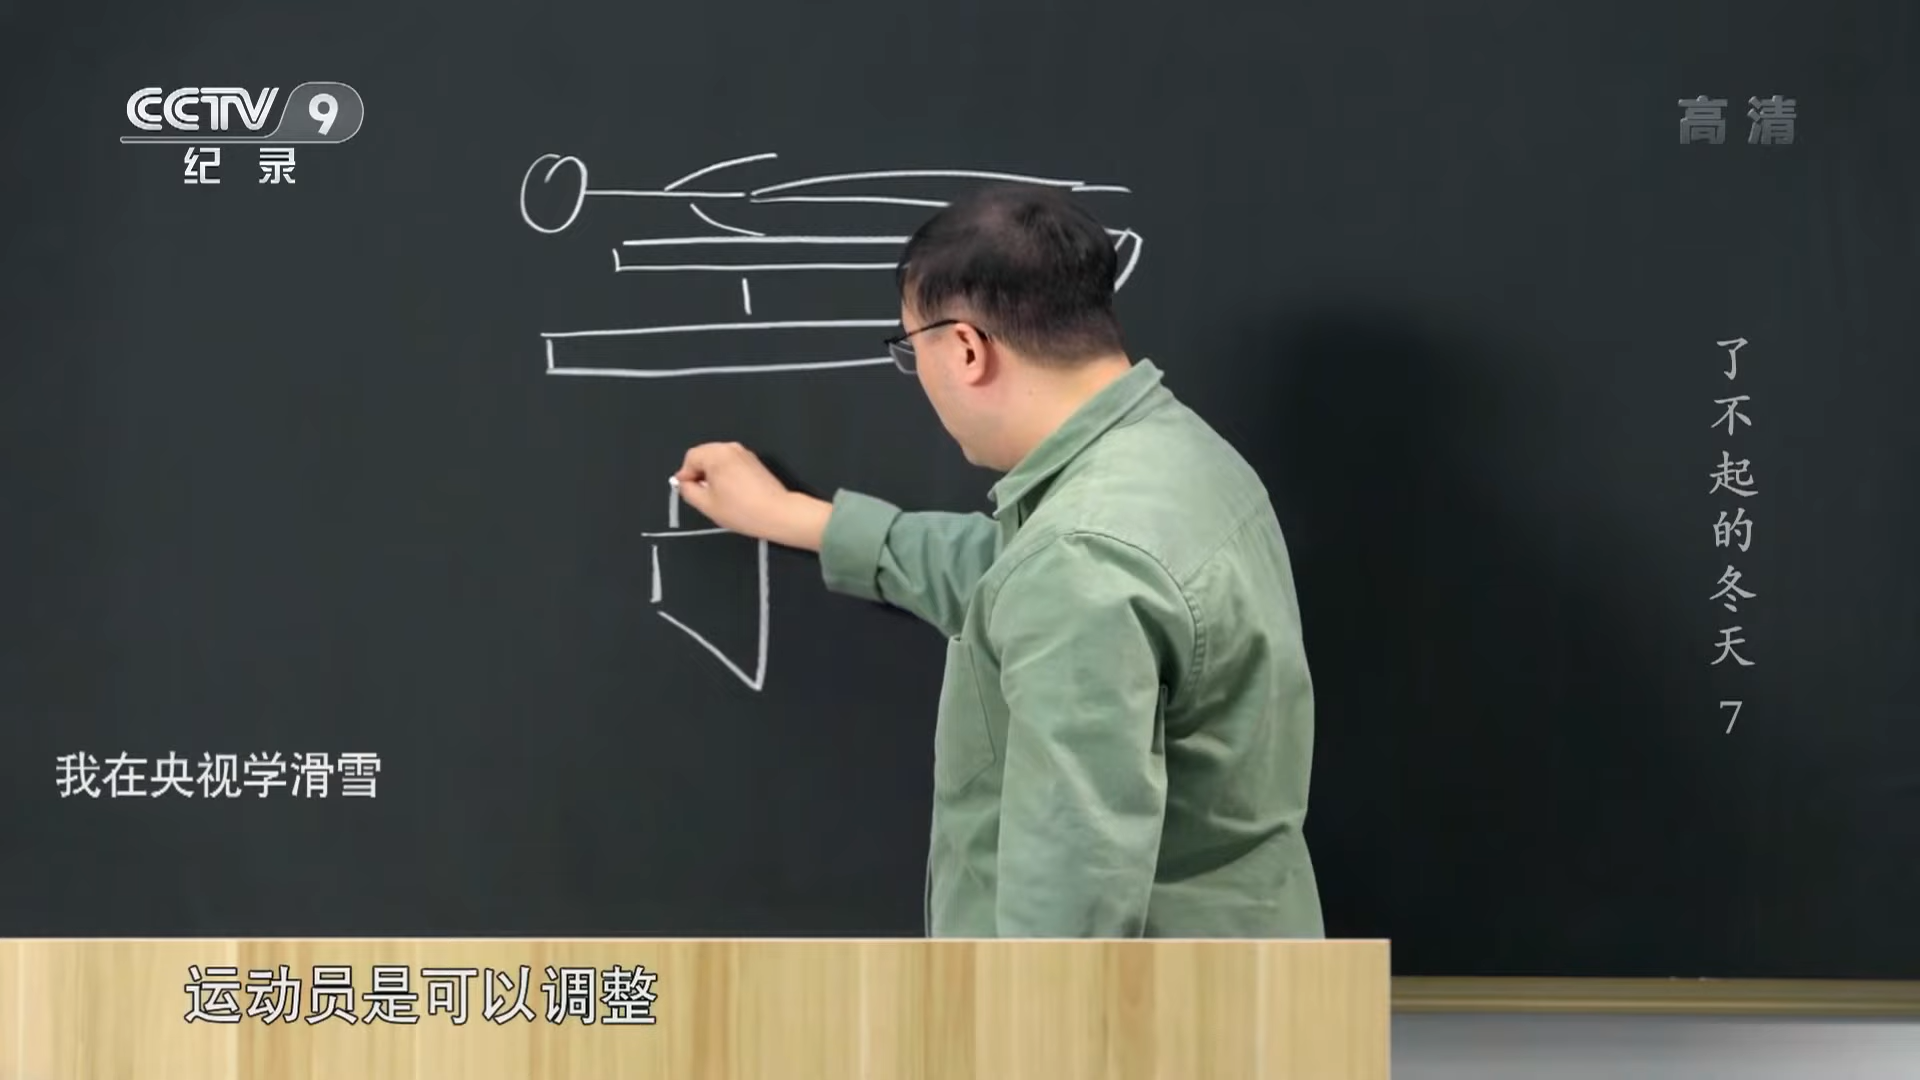 CCTV 9
纪录
高清
了不起的冬天 7
我在央视学滑雪
运动员是可以调整